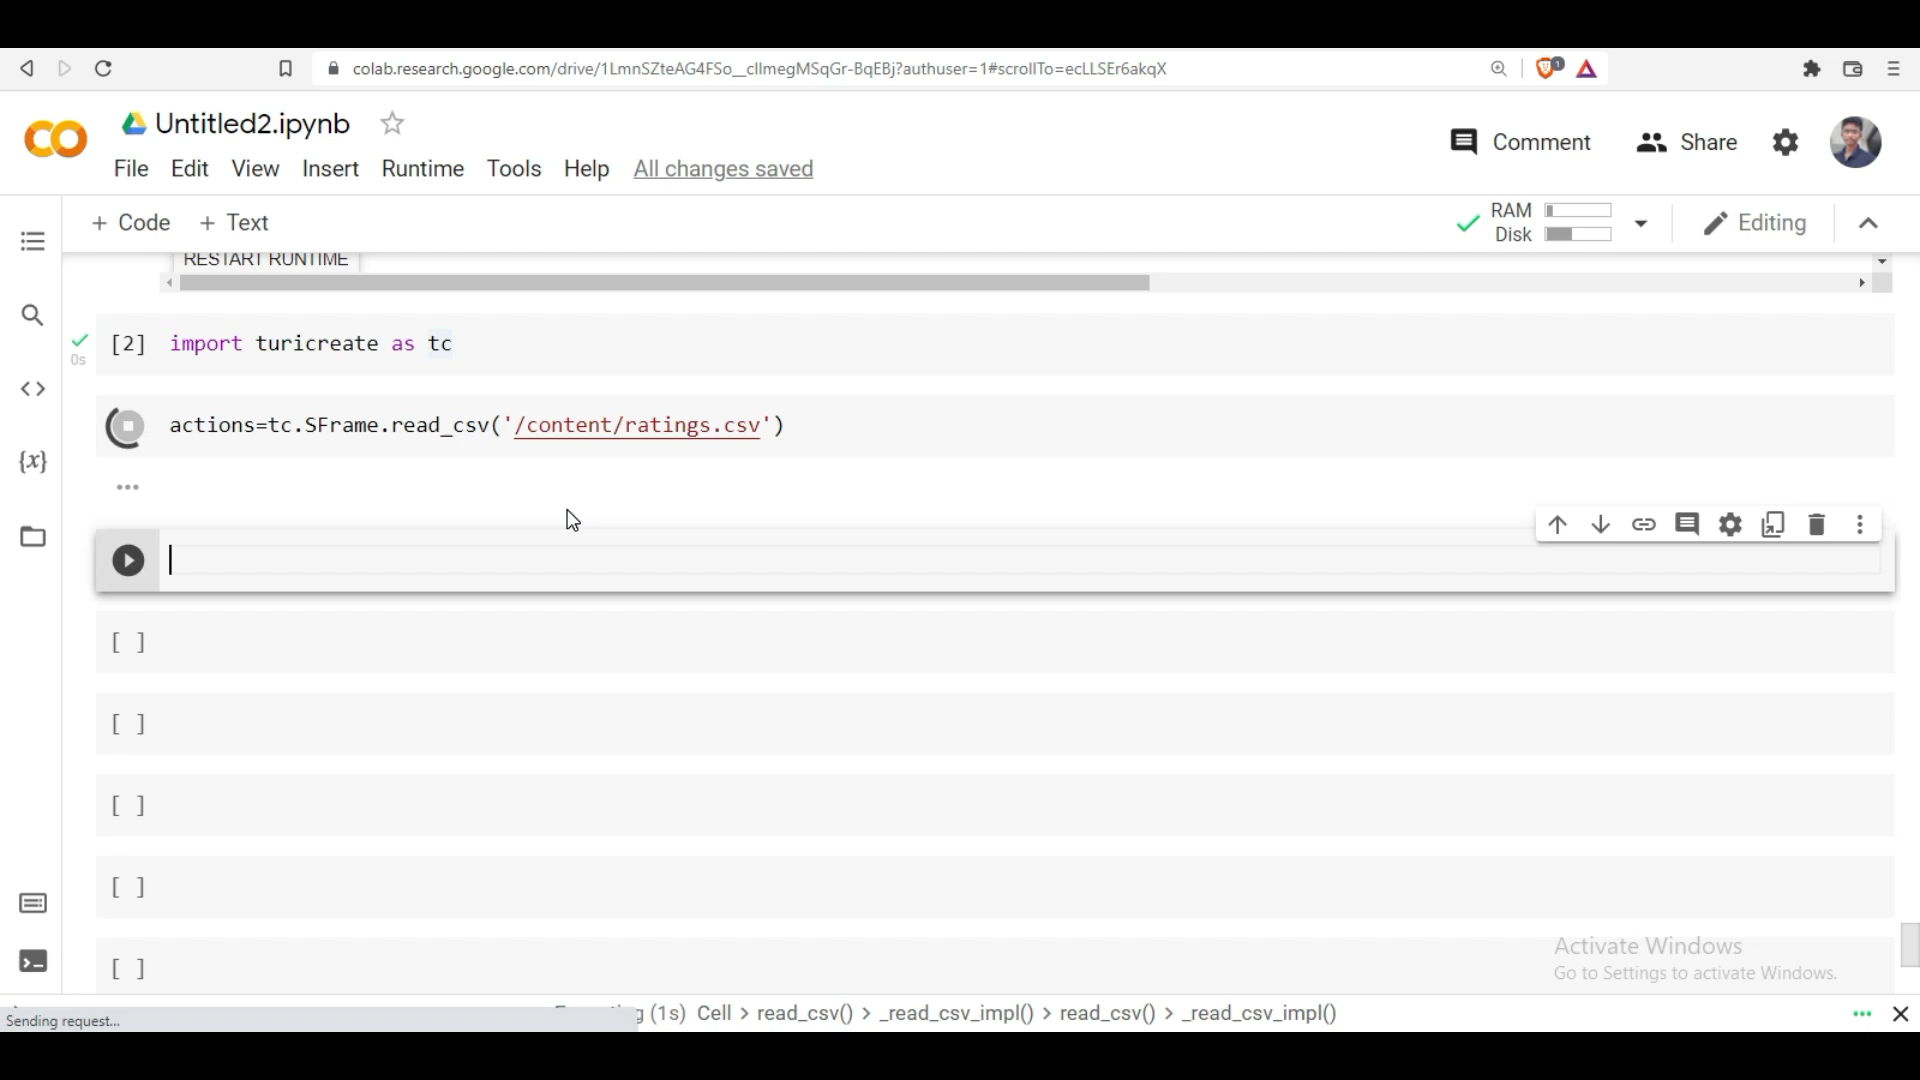 colab.research.google.com/drive/1LmnSZteAG4FSo__cllmegMSqGr-BqEBj?authuser=1#scrollTo=ecLLSEr6akqX
1
CO
Untitled2.ipynb
Comment
Share
File Edit View Insert Runtime Tools Help All changes saved
+ Code + Text
RAM
Disk
Editing
RESTART RUNTIME
[2] import turicreate as tc
0s
actions=tc.SFrame.read_csv('/content/ratings.csv')
{x}
[ ]
[ ]
[ ]
[ ]
[ ]
Activate Windows
Go to Settings to activate Windows.
(1s) Cell > read_csv() > _read_csv_impl() > read_csv() > _read_csv_impl()
Sending request...